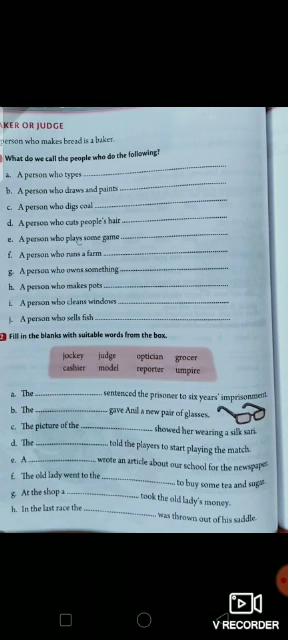 AKER OR JUDGE
person who makes bread is a baker.
What do we call the people who do the following?
a. A person who types
b. A person who draws and paints
c. A person who digs coal
d. A person who cuts people's hair
e. A person who plays some game
f. A person who runs a farm
g. A person who owns something
h. A person who makes pots
i. A person who cleans windows
j. A person who sells fish
2 Fill in the blanks with suitable words from the box.
jockey judge optician grocer
cashier model reporter umpire
a. The sentenced the prisoner to six years' imprisonment.
b. The gave Anil a new pair of glasses.
c. The picture of the showed her wearing a silk sari.
d. The told the players to start playing the match.
e. A wrote an article about our school for the newspaper.
f. The old lady went to the to buy some tea and sugar.
g. At the shop a took the old lady's money.
h. In the last race the was thrown out of his saddle.
V RECORDER